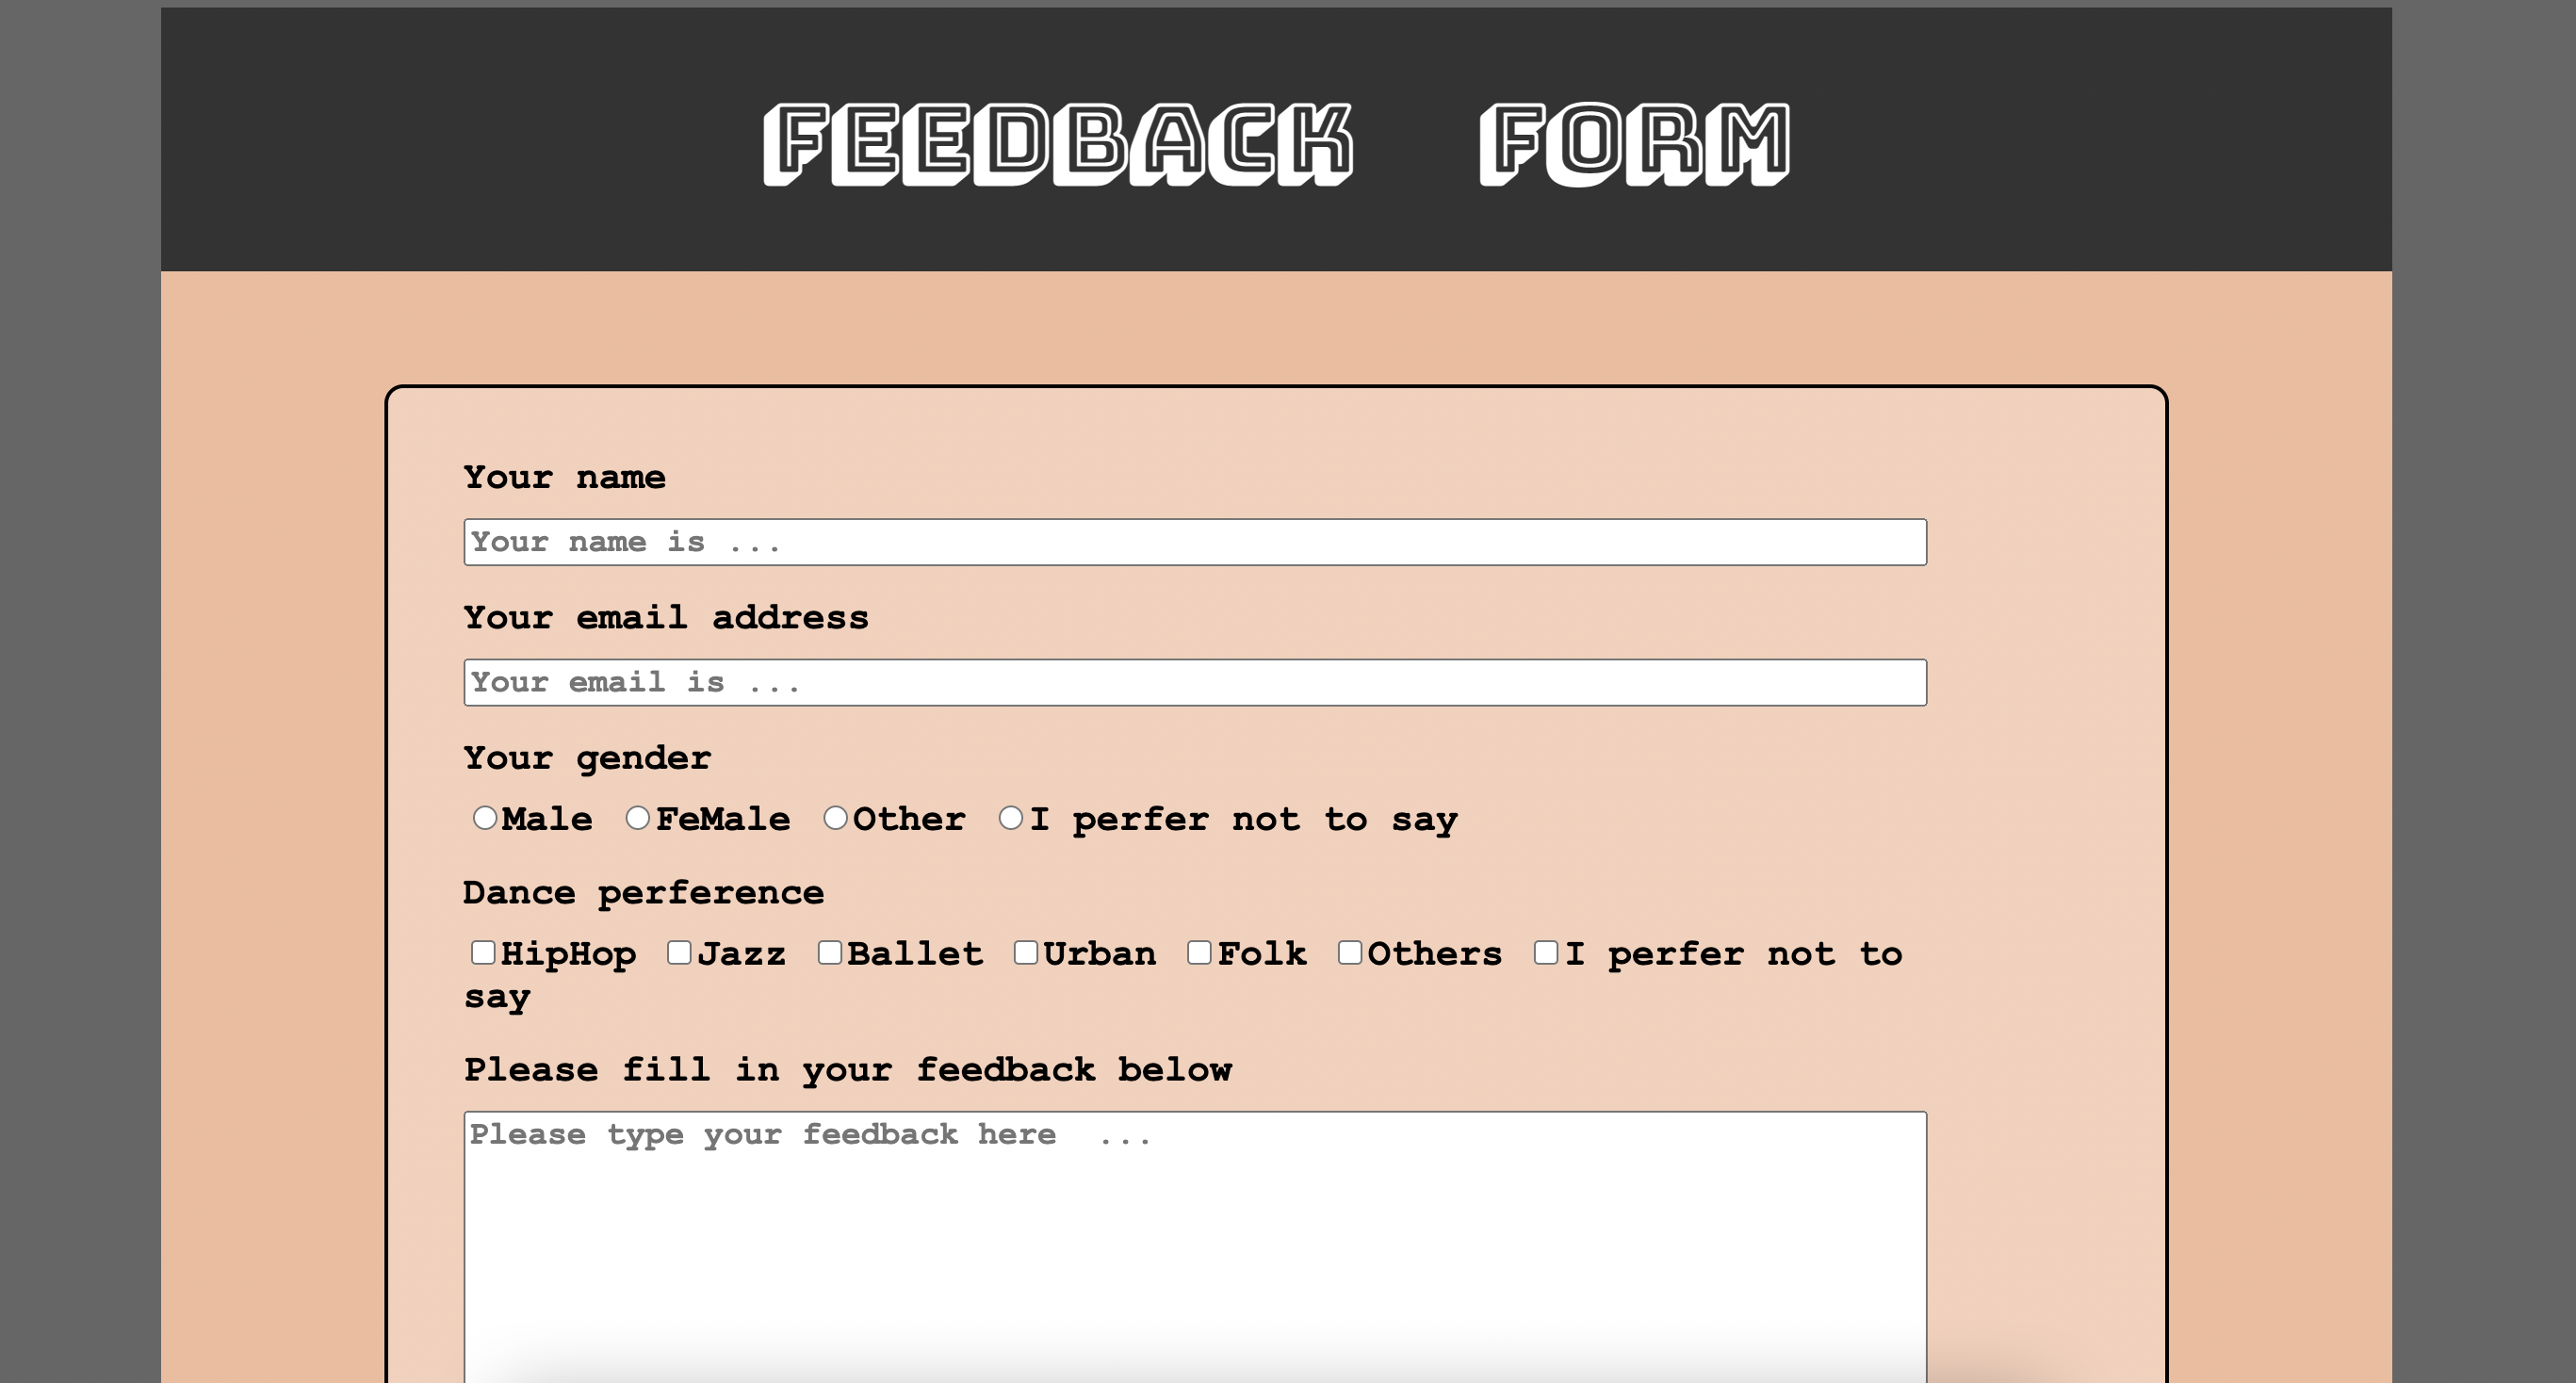 FEEDBACK FORM
Your name
Your name is ...
Your email address
Your email is ...
Your gender
Male FeMale Other I perfer not to say
Dance perference
HipHop Jazz Ballet Urban Folk Others I perfer not to
say
Please fill in your feedback below
Please type your feedback here ...